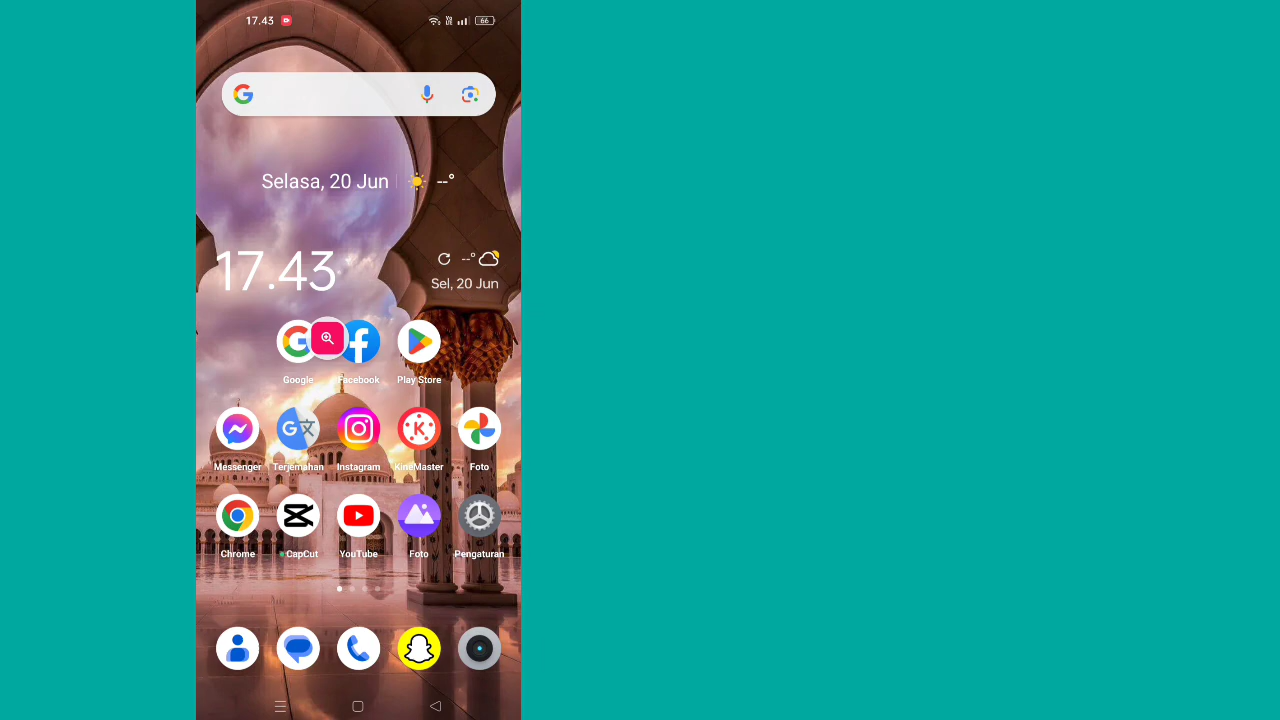 17.43
66
Selasa, 20 Jun --°
17.43
--°
Sel, 20 Jun
Google Facebook Play Store
Messenger Terjemahan Instagram KineMaster Foto
Chrome CapCut YouTube Foto Pengaturan